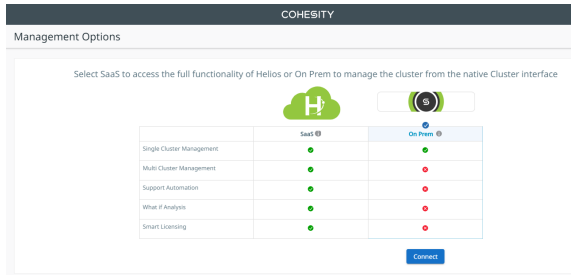 COHESITY
Management Options
Select SaaS to access the full functionality of Helios or On Prem to manage the cluster from the native Cluster interface
H
S
SaaS
On Prem
Single Cluster Management
Multi Cluster Management
Support Automation
What if Analysis
Smart Licensing
Connect